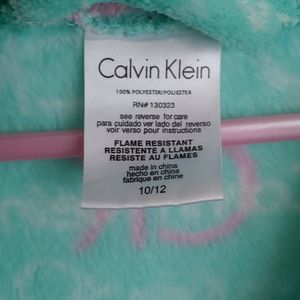 Calvin Klein
100% POLYESTER/POLIESTER
RN# 130323
see reverse for care
para cuidado ver lado del reverso
voir verso pour instructions
FLAME RESISTANT
RESISTENTE A LLAMAS
RESISTE AU FLAMES
made in china
hecho en china
fabrique en chine
10/12